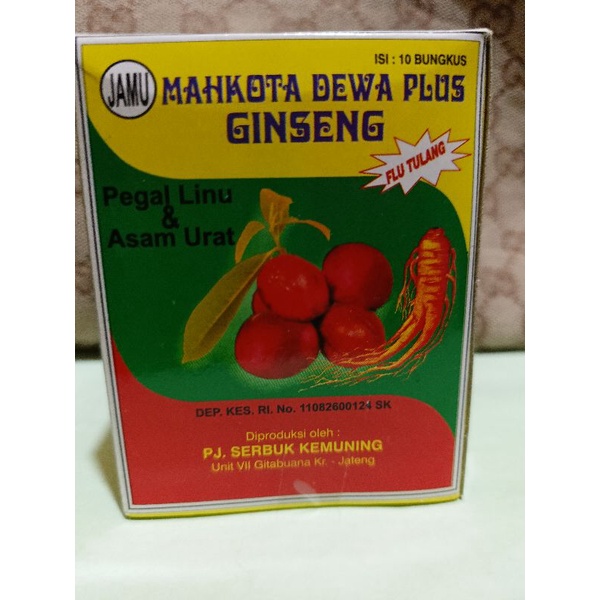 ISI : 10 BUNGKUS
JAMU
MAHKOTA DEWA PLUS
GINSENG
FLU TULANG
Pegal Linu
&
Asam Urat
DEP. KES. RI. No. 11082600124 SK
Diproduksi oleh :
PJ. SERBUK KEMUNING
Unit VII Gitabuana Kr. - Jateng